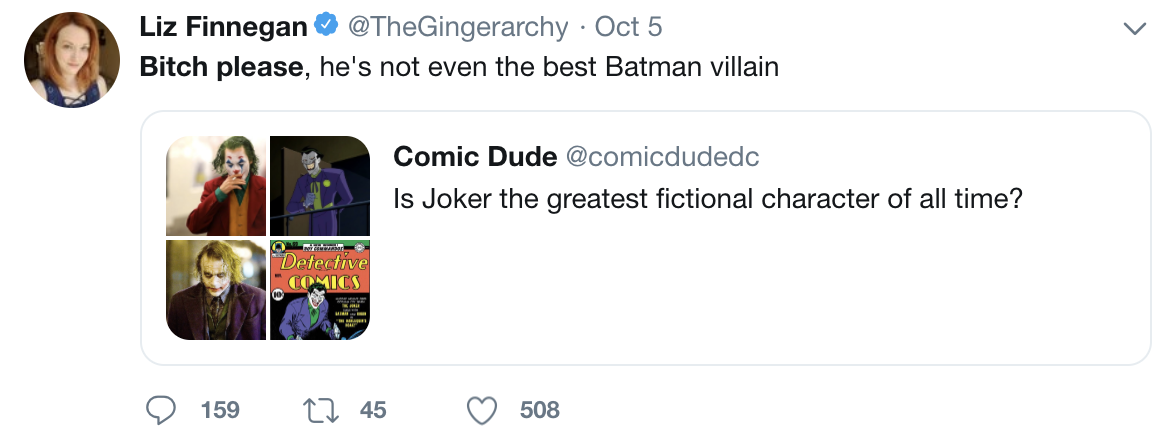 Liz Finnegan @TheGingerarchy · Oct 5
Bitch please, he's not even the best Batman villain
Comic Dude @comicdudedc
Is Joker the greatest fictional character of all time?
Detective
COMICS
159 45 508